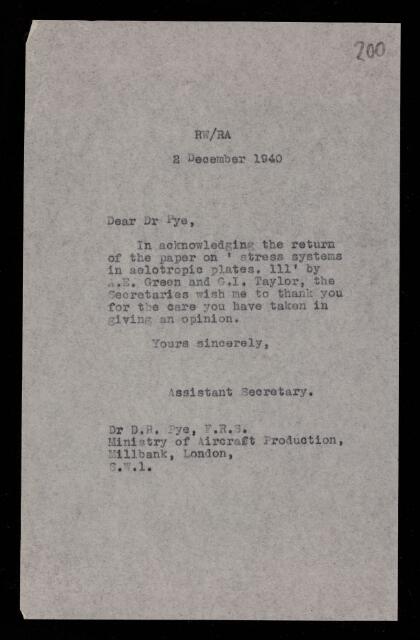 200
RW/RA
2 December 1940
Dear Dr Pye,
In acknowledging the return
of the paper on ' stress systems
in aelotropic plates. 111' by
A.E. Green and G.I. Taylor, the
Secretaries wish me to thank you
for the care you have taken in
giving an opinion.
Yours sincerely,
Assistant Secretary.
Dr D.R. Pye, F.R.S.
Ministry of Aircraft Production,
Millbank, London,
S.W.1.